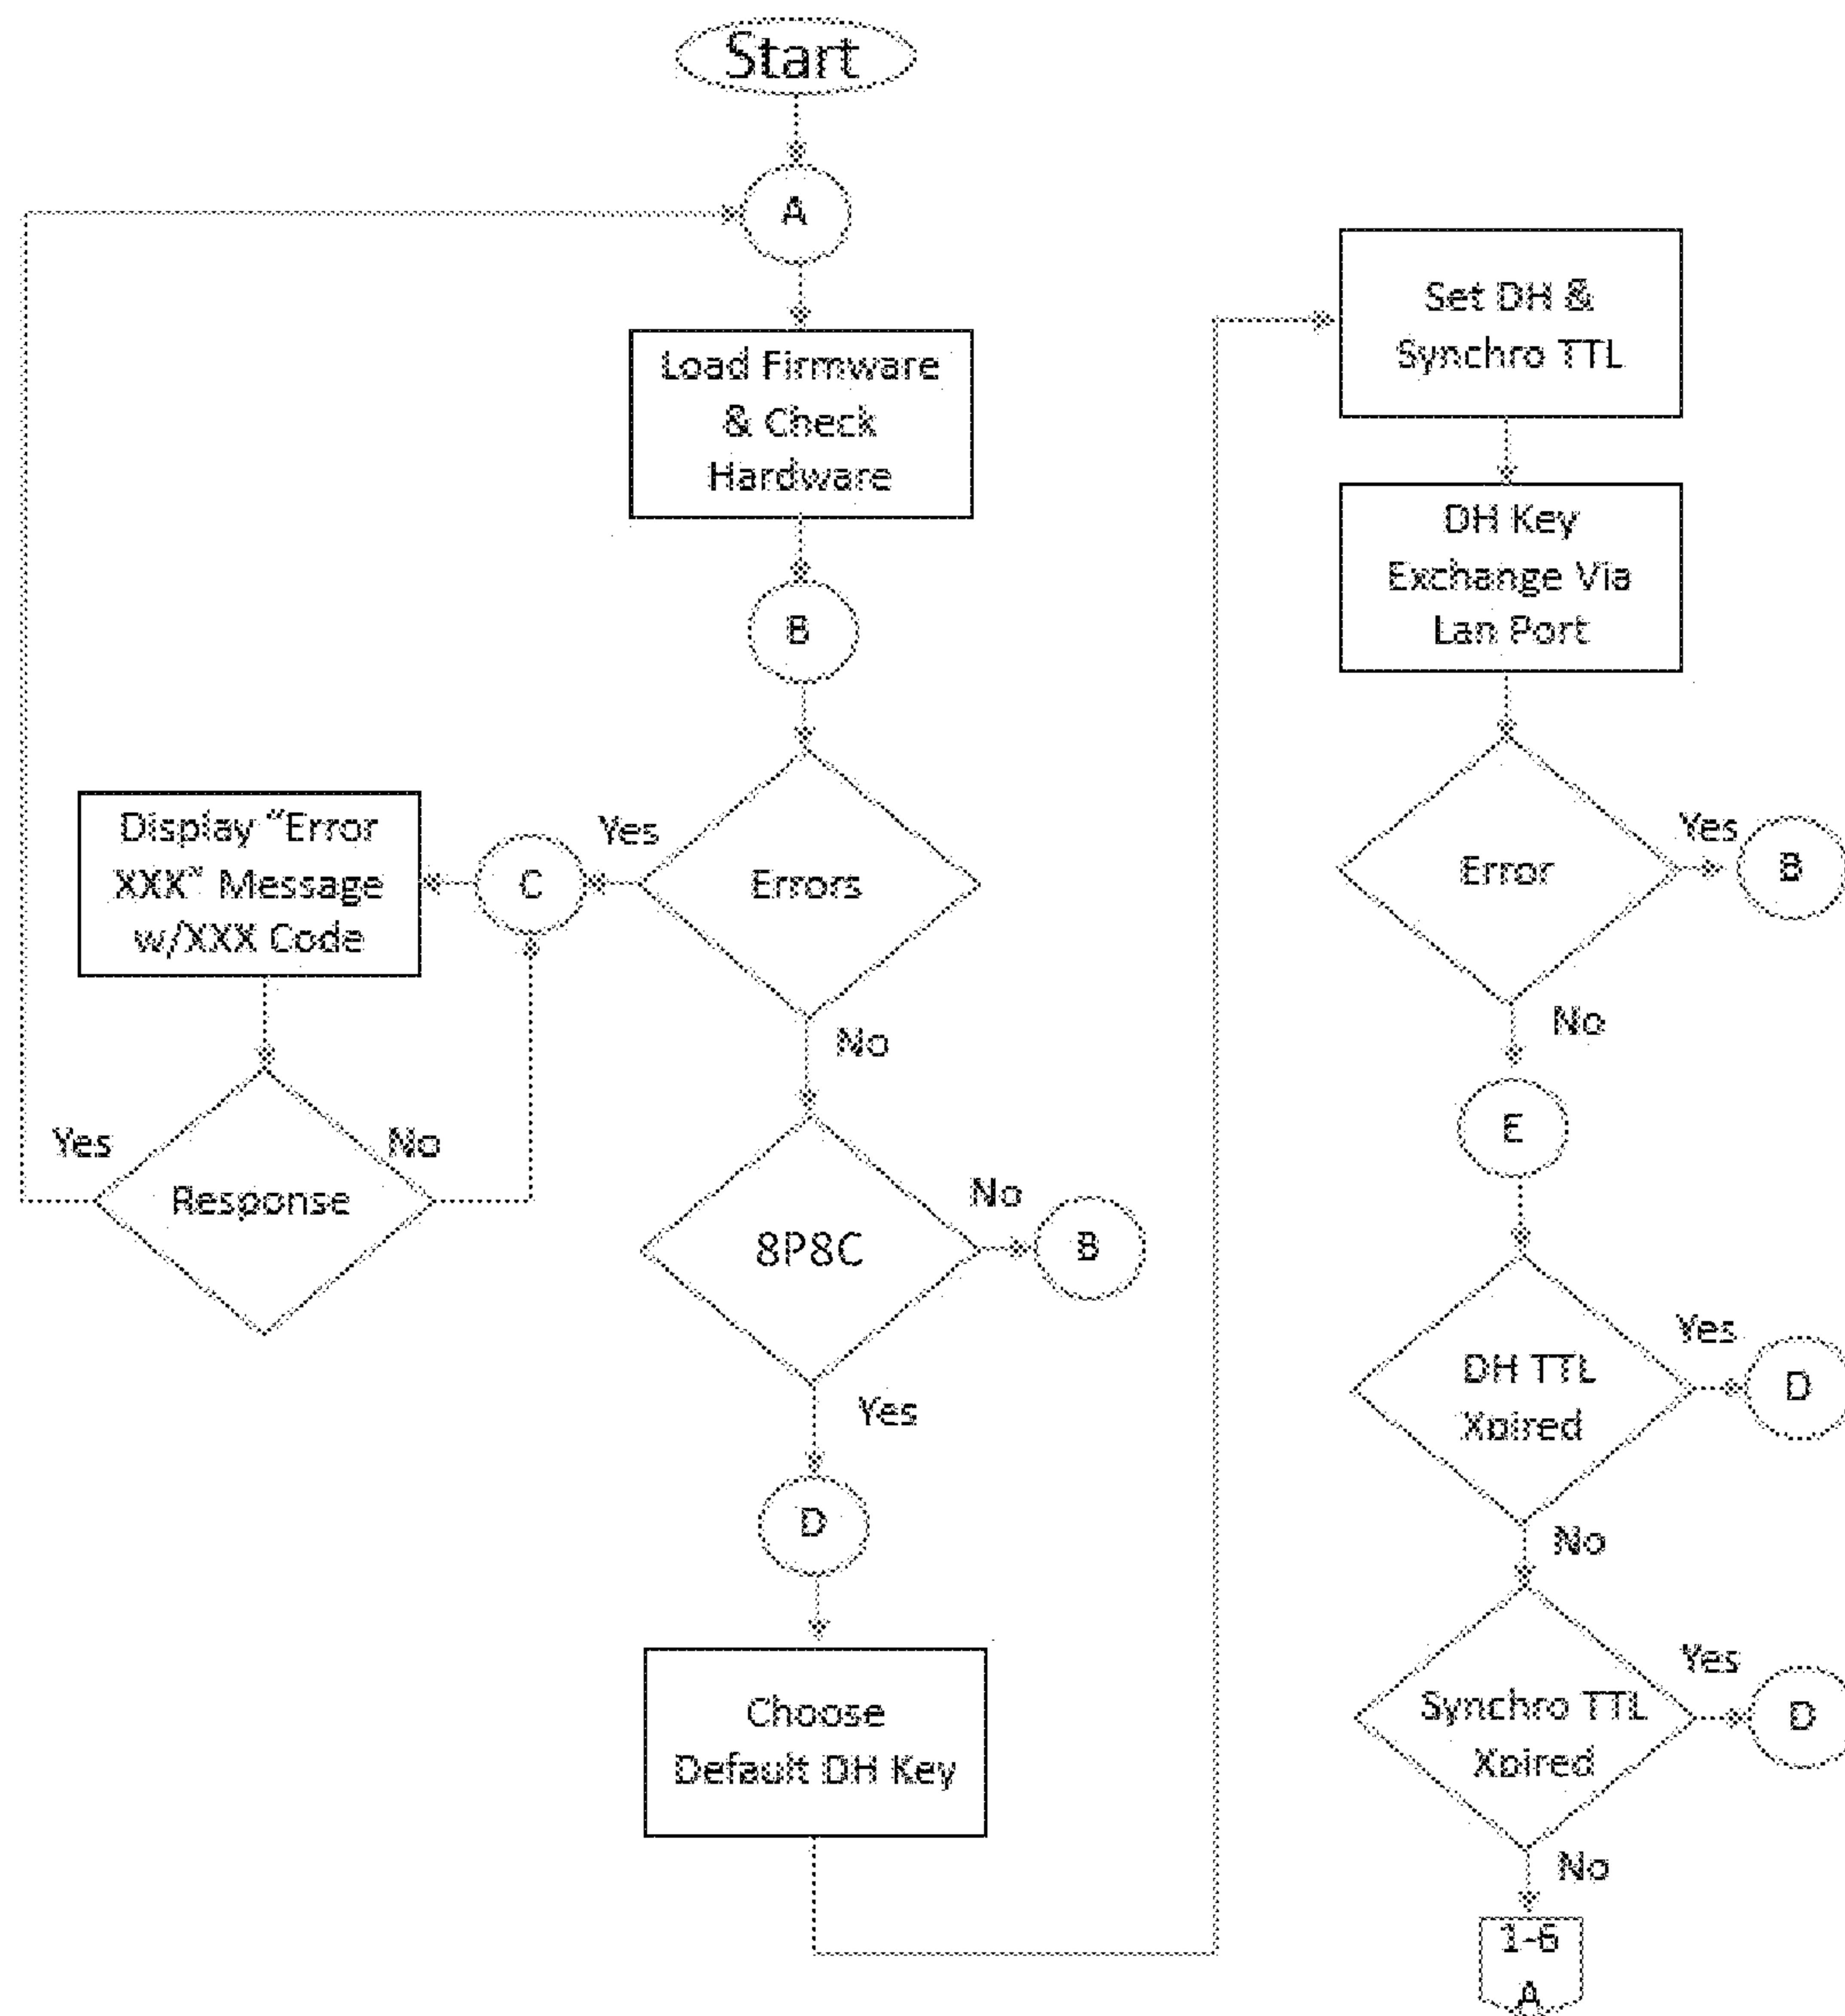 Start
A
Load Firmware
& Check
Hardware
B
Errors
Yes
C
Display "Error
XXX" Message
w/XXX Code
Response
Yes
No
No
8P8C
No
B
Yes
D
Choose
Default DH Key
Set DH &
Synchro TTL
DH Key
Exchange Via
Lan Port
Error
Yes
B
No
E
DH TTL
Xpired
Yes
D
No
Synchro TTL
Xpired
Yes
D
No
1-6
A